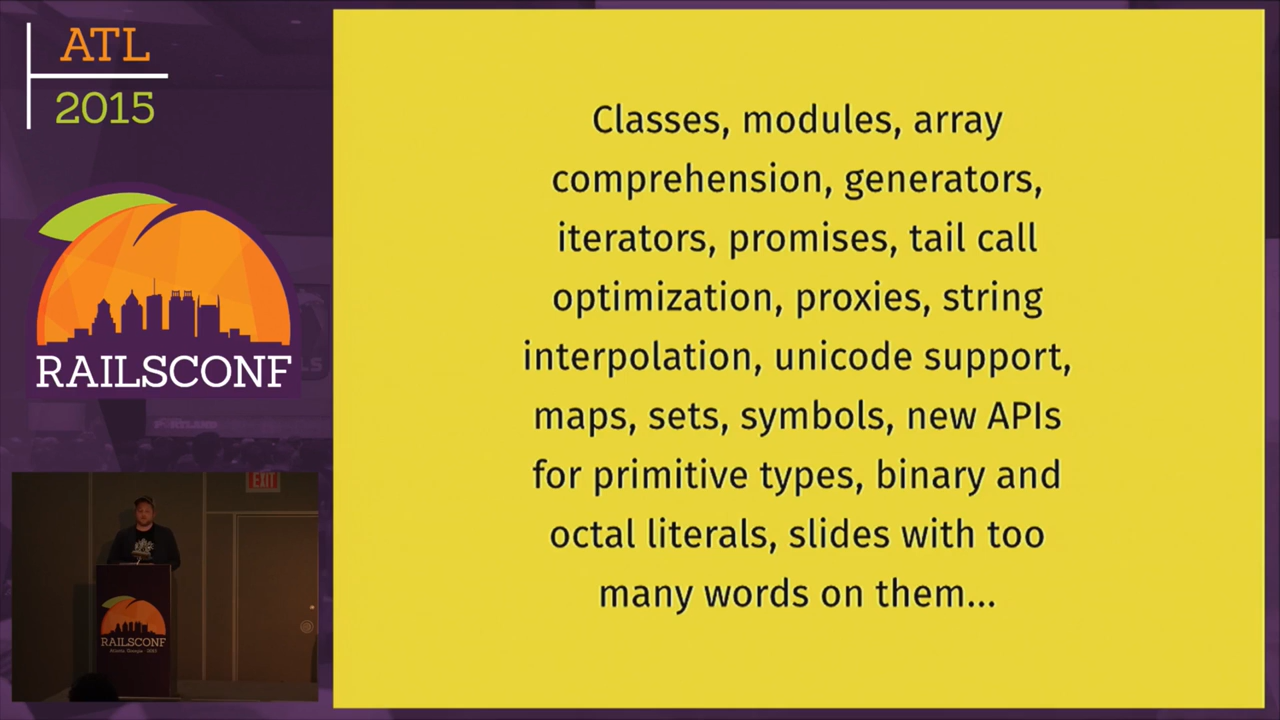 ATL
2015
RAILSCONF
EXIT
RAILSCONF
Classes, modules, array
comprehension, generators,
iterators, promises, tail call
optimization, proxies, string
interpolation, unicode support,
maps, sets, symbols, new APIs
for primitive types, binary and
octal literals, slides with too
many words on them...